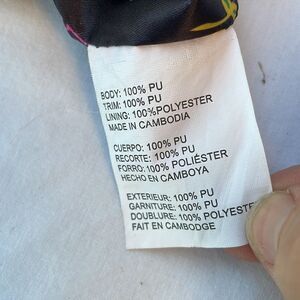 BODY: 100% PU
TRIM: 100% PU
LINING: 100%POLYESTER
MADE IN CAMBODIA
CUERPO: 100% PU
RECORTE: 100% PU
FORRO: 100% POLIÉSTER
HECHO EN CAMBOYA
EXTERIEUR: 100% PU
GARNITURE: 100% PU
DOUBLURE: 100% POLYESTE
FAIT EN CAMBODGE